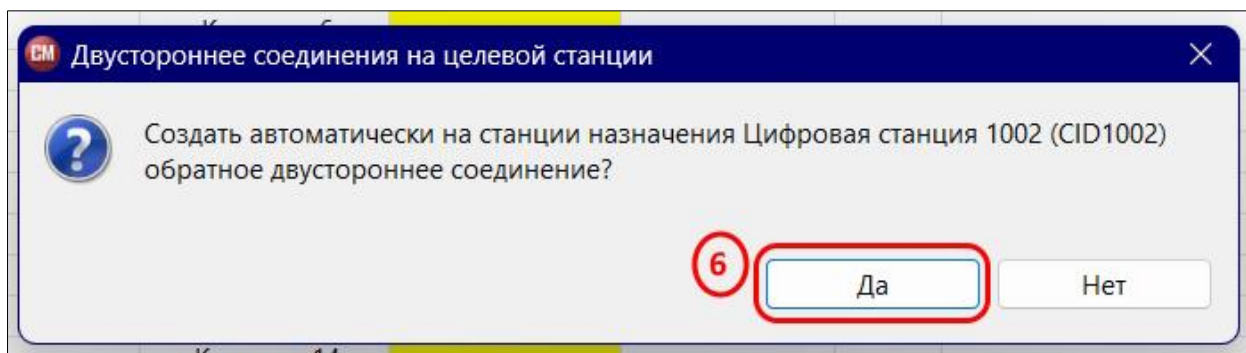 CM Двустороннее соединения на целевой станции
Создать автоматически на станции назначения Цифровая станция 1002 (CID1002)
обратное двустороннее соединение?
6
Да
Нет